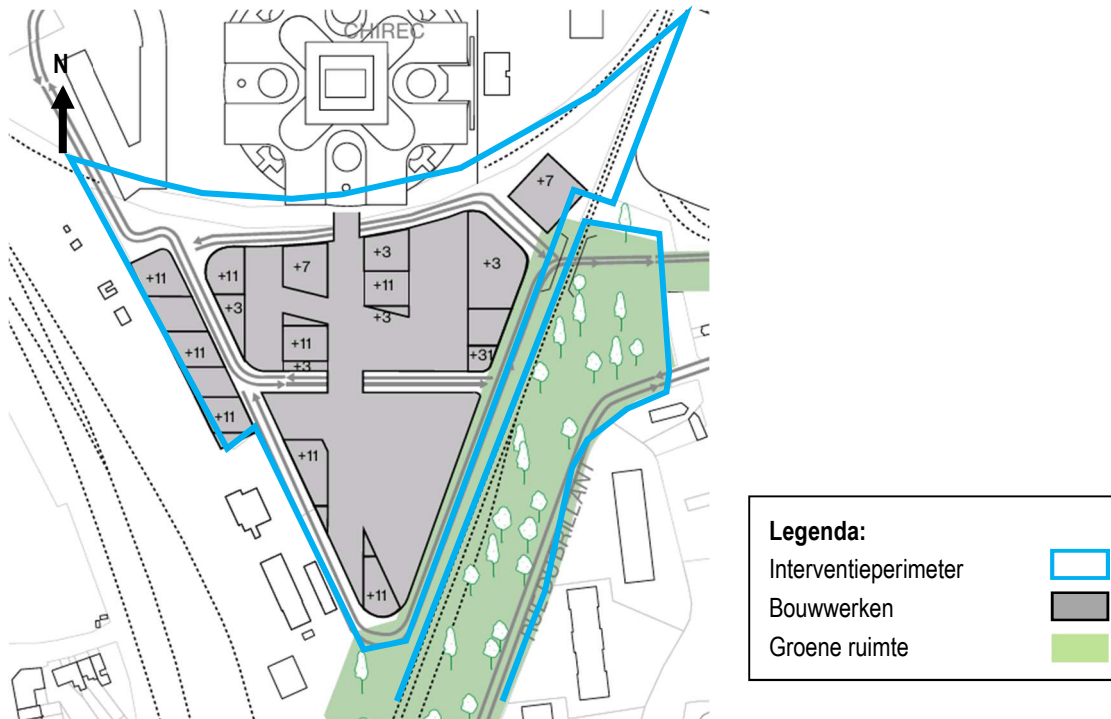 CHIREC
N
+7
+7
+3
+3
+11
+11
+11
+3
+3
+11
+11
+31
+3
+11
+11
+11
RUE DU BRILLANT
Legenda:
Interventieperimeter
Bouwwerken
Groene ruimte